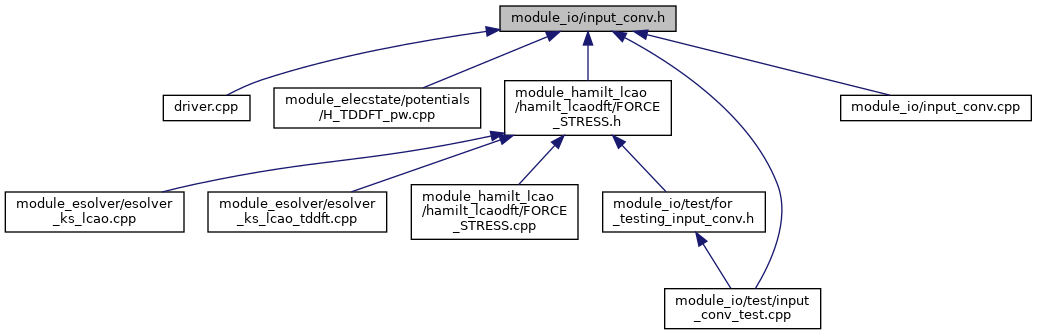 module_io/input_conv.h
driver.cpp
module_elecstate/potentials
/H_TDDFT_pw.cpp
module_hamilt_lcao
/hamilt_lcaodft/FORCE
_STRESS.h
module_io/input_conv.cpp
module_esolver/esolver
_ks_lcao.cpp
module_esolver/esolver
_ks_lcao_tddft.cpp
module_hamilt_lcao
/hamilt_lcaodft/FORCE
_STRESS.cpp
module_io/test/for
_testing_input_conv.h
module_io/test/input
_conv_test.cpp